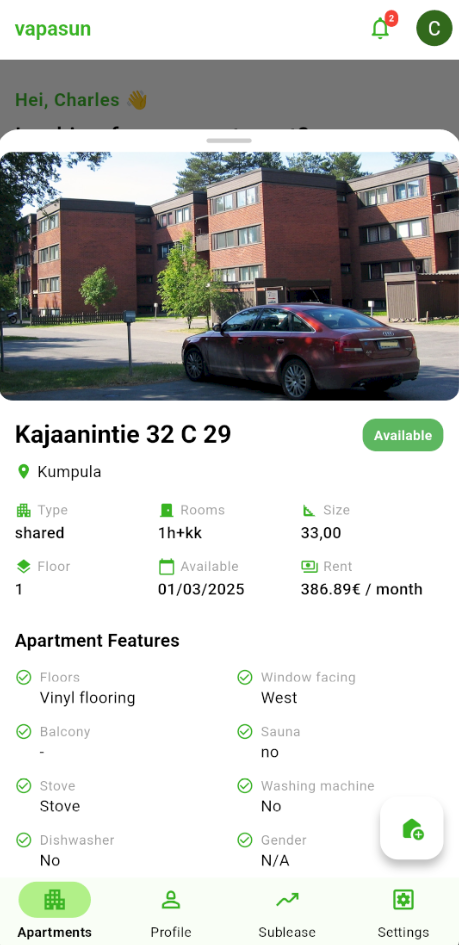 vapasun
2
C
Hei, Charles 👋
Kajaanintie 32 C 29
Available
Kumpula
Type
Rooms
Size
shared
1h+kk
33,00
Floor
Available
Rent
1
01/03/2025
386.89€ / month
Apartment Features
Floors
Window facing
Vinyl flooring
West
Balcony
Sauna
-
no
Stove
Washing machine
Stove
No
Dishwasher
Gender
No
N/A
Apartments
Profile
Sublease
Settings